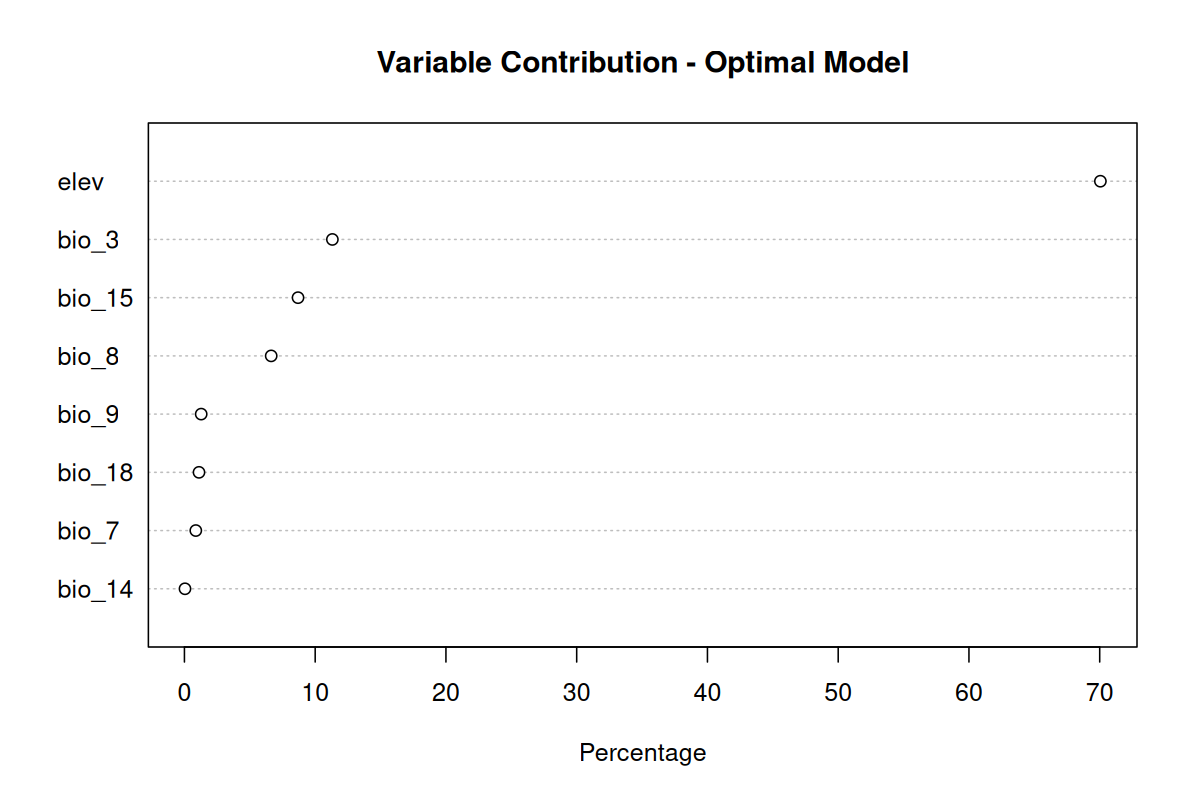 Variable Contribution - Optimal Model
elev
bio_3
bio_15
bio_8
bio_9
bio_18
bio_7
bio_14
0 10 20 30 40 50 60 70
Percentage